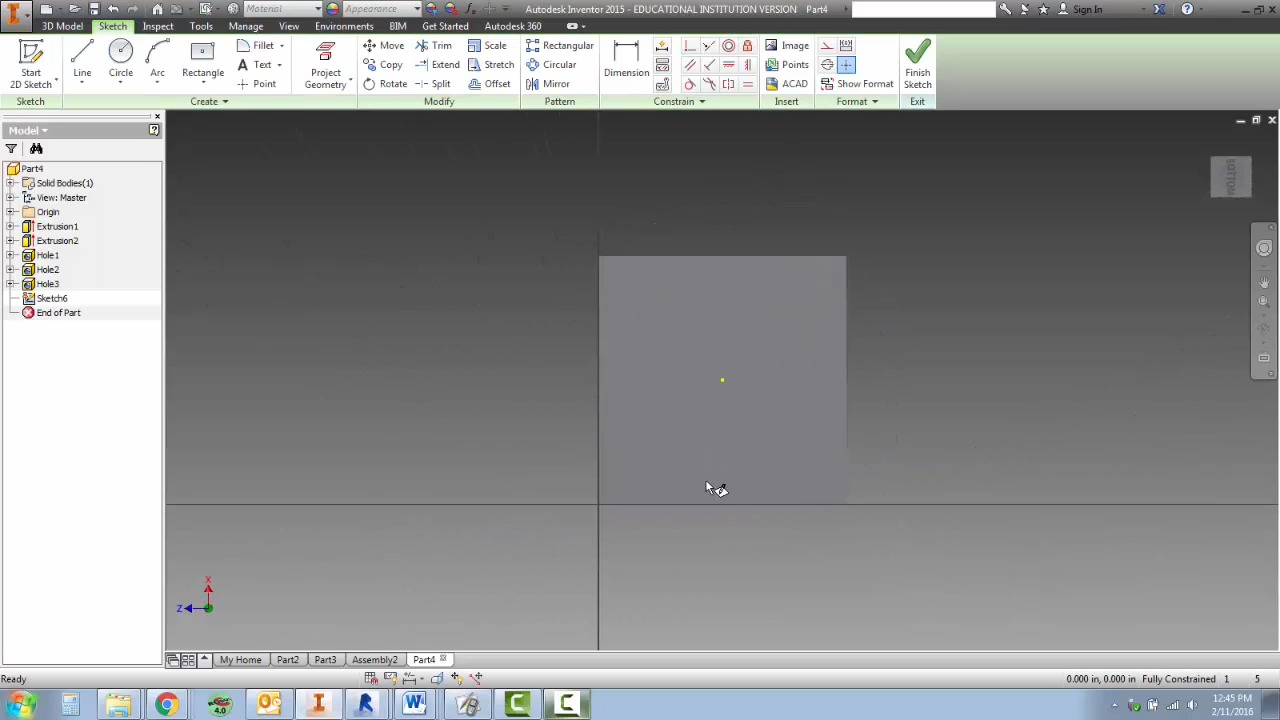 Material
Appearance
Autodesk Inventor 2015 - EDUCATIONAL INSTITUTION VERSION Part4
Sign In
3D Model Sketch Inspect Tools Manage View Environments BIM Get Started Autodesk 360
Start
2D Sketch
Line
Circle
Arc
Rectangle
Fillet
Text
Point
Project
Geometry
Move
Copy
Rotate
Trim
Extend
Split
Scale
Stretch
Offset
Rectangular
Circular
Mirror
Dimension
Image
Points
ACAD
Show Format
Finish
Sketch
Sketch Create Modify Pattern Constrain Insert Format Exit
Model
Part4
Solid Bodies(1)
View: Master
Origin
Extrusion1
Extrusion2
Hole1
Hole2
Hole3
Sketch6
End of Part
BOTTOM
X
Z
My Home Part2 Part3 Assembly2 Part4
Ready
0.000 in, 0.000 in Fully Constrained 1 5
4.0
12:45 PM
2/11/2016